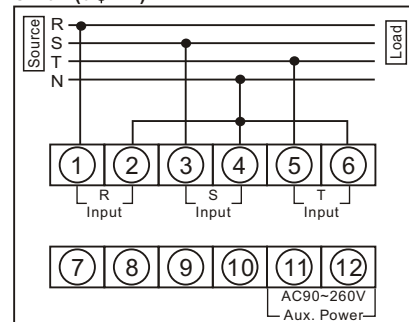 Source
R
S
T
N
Load
1 2 3 4 5 6
R S T
Input Input Input
7 8 9 10 11 12
AC90~260V
Aux. Power